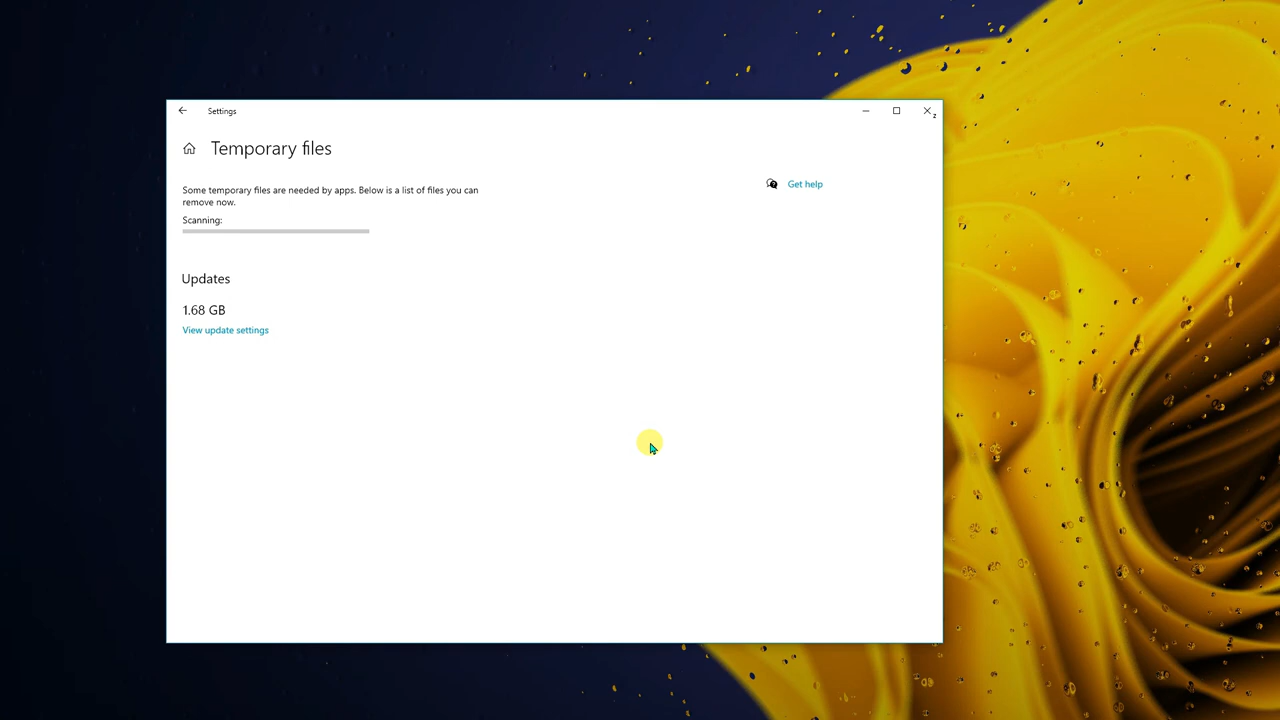 Settings
Temporary files
Some temporary files are needed by apps. Below is a list of files you can
remove now.
Get help
Scanning:
Updates
1.68 GB
View update settings
z